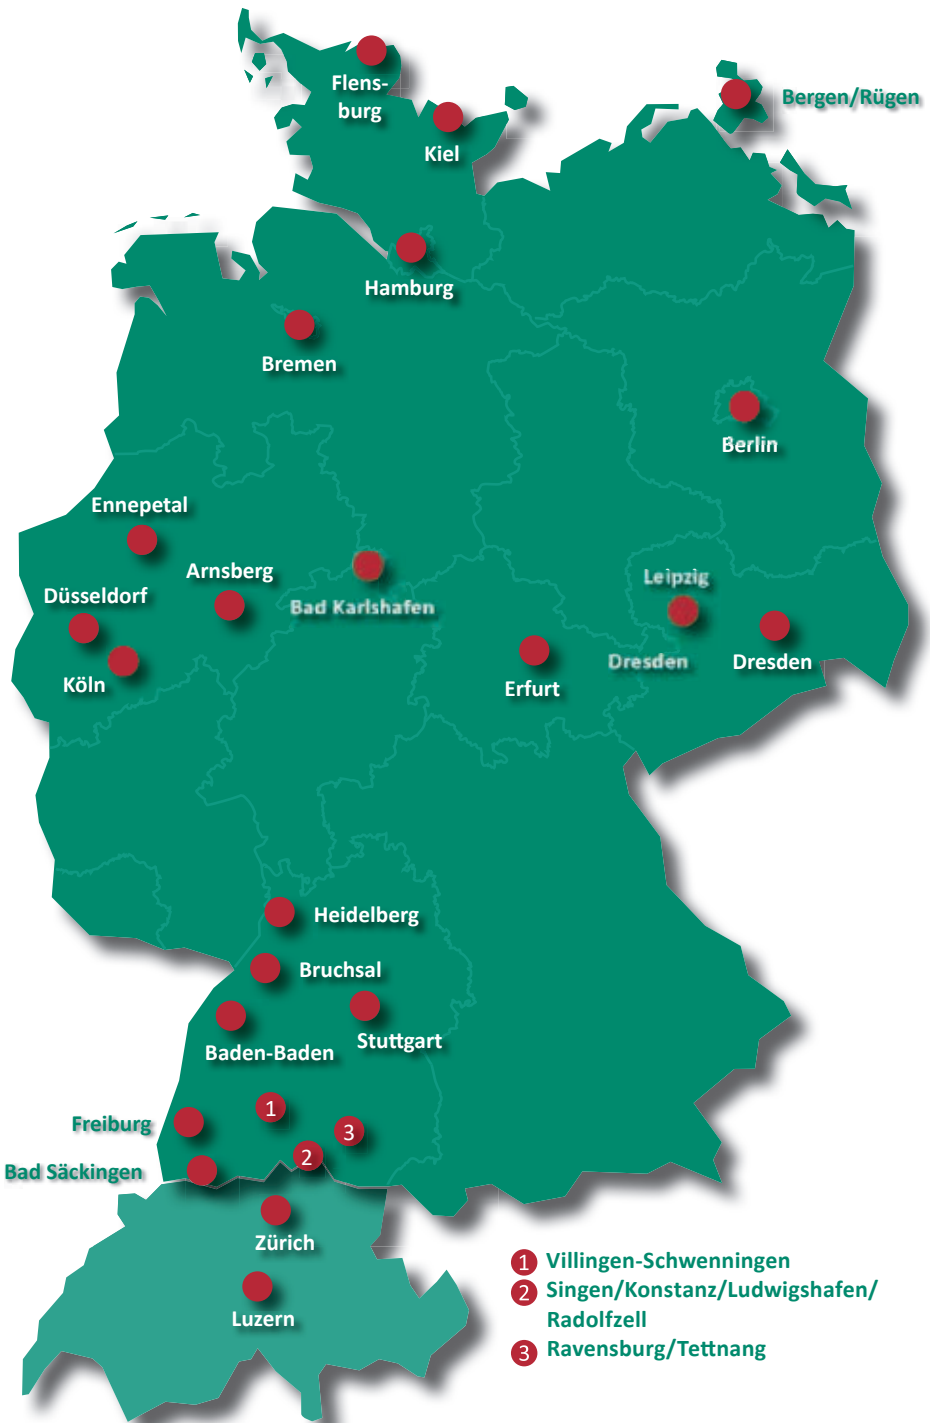 Flens-
burg
Bergen/Rügen
Kiel
Hamburg
Bremen
Berlin
Ennepetal
Arnsberg
Leipzig
Düsseldorf
Bad Karlshafen
Dresden
Dresden
Köln
Erfurt
Heidelberg
Bruchsal
Stuttgart
Baden-Baden
1
Freiburg
3
2
Bad Säckingen
Zürich
Luzern
1 Villingen-Schwenningen
2 Singen/Konstanz/Ludwigshafen/
Radolfzell
3 Ravensburg/Tettnang